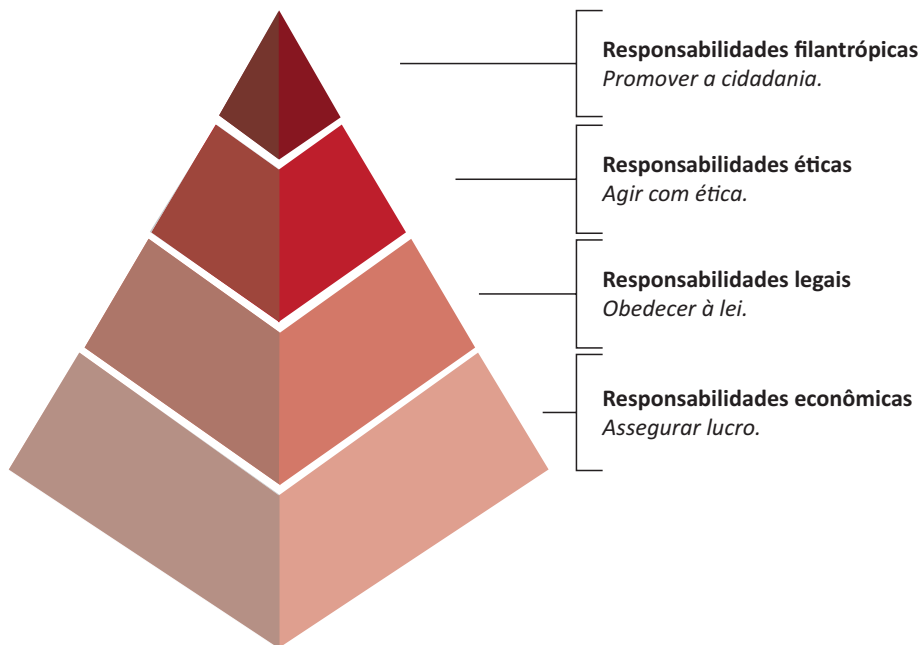 Responsabilidades filantrópicas
Promover a cidadania.
Responsabilidades éticas
Agir com ética.
Responsabilidades legais
Obedecer à lei.
Responsabilidades econômicas
Assegurar lucro.